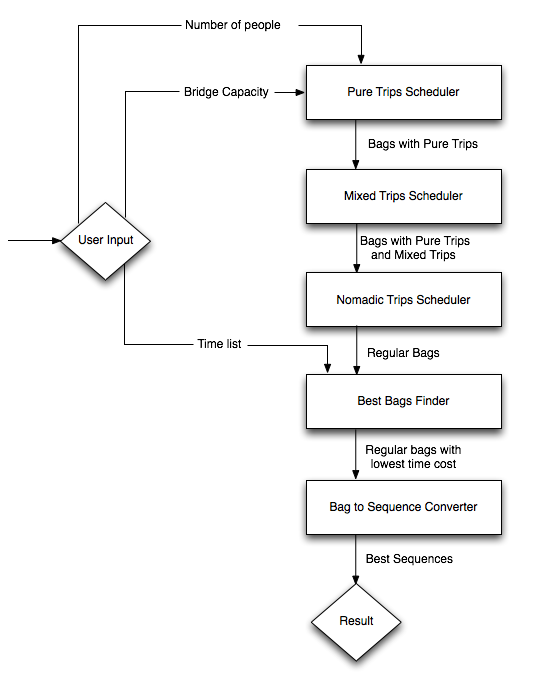 Number of people
Bridge Capacity
Pure Trips Scheduler
Bags with Pure Trips
Mixed Trips Scheduler
User Input
Bags with Pure Trips
and Mixed Trips
Nomadic Trips Scheduler
Time list
Regular Bags
Best Bags Finder
Regular bags with
lowest time cost
Bag to Sequence Converter
Best Sequences
Result